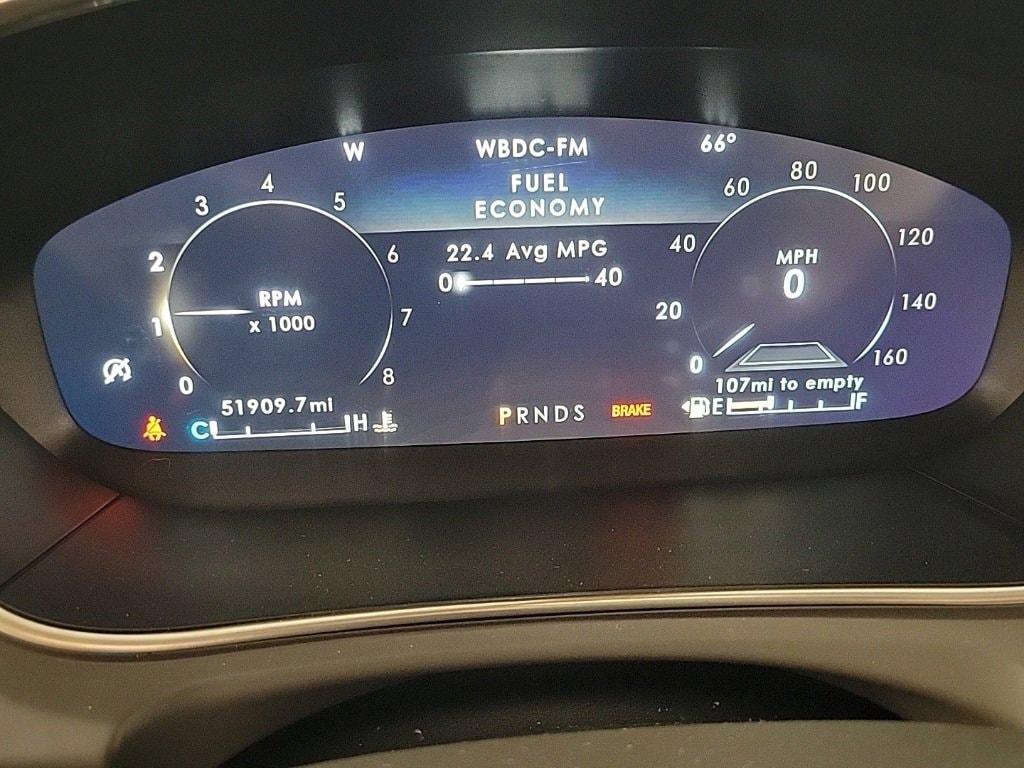 W WBDC-FM 66°
FUEL
ECONOMY
22.4 Avg MPG
0 40
0 1 2 3 4 5 6 7 8
RPM
x 1000
0 20 40 60 80 100 120 140 160
MPH
0
107mi to empty
51909.7mi
C H
PRNDS
BRAKE
E F